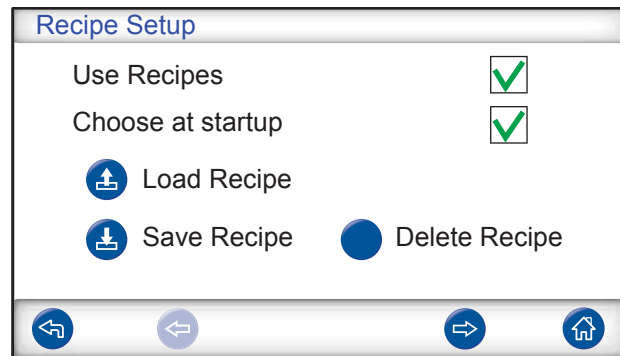 Recipe Setup
Use Recipes
Choose at startup
Load Recipe
Save Recipe Delete Recipe